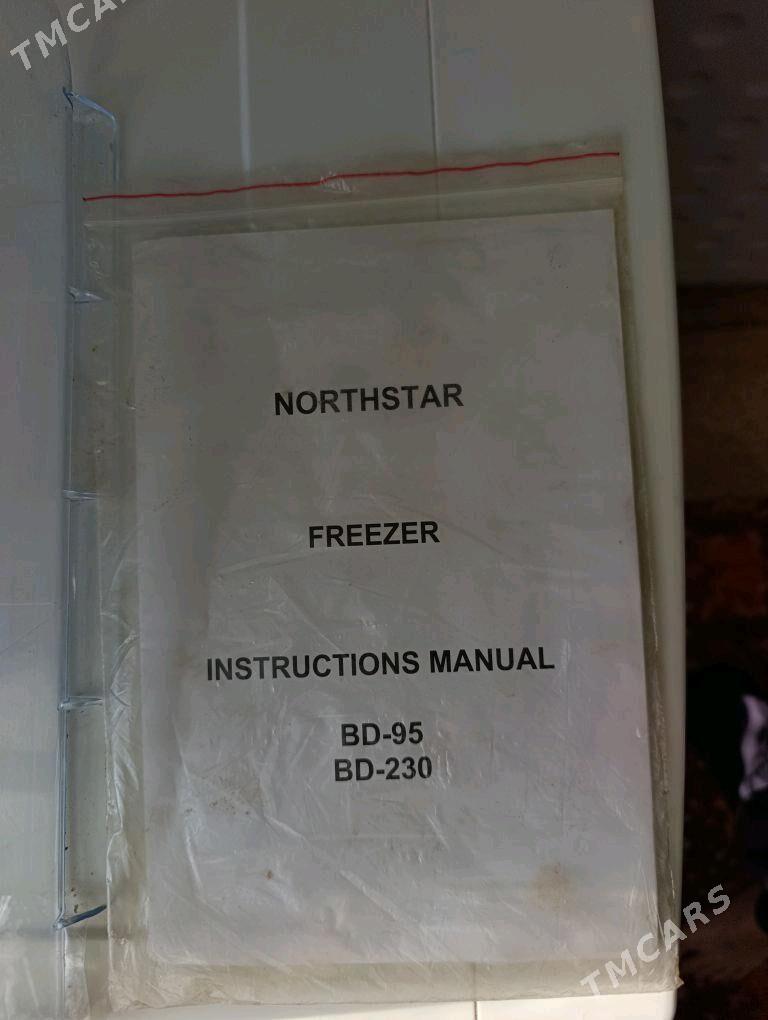 TMCARS
NORTHSTAR
FREEZER
INSTRUCTIONS MANUAL
BD-95
BD-230
TMCARS